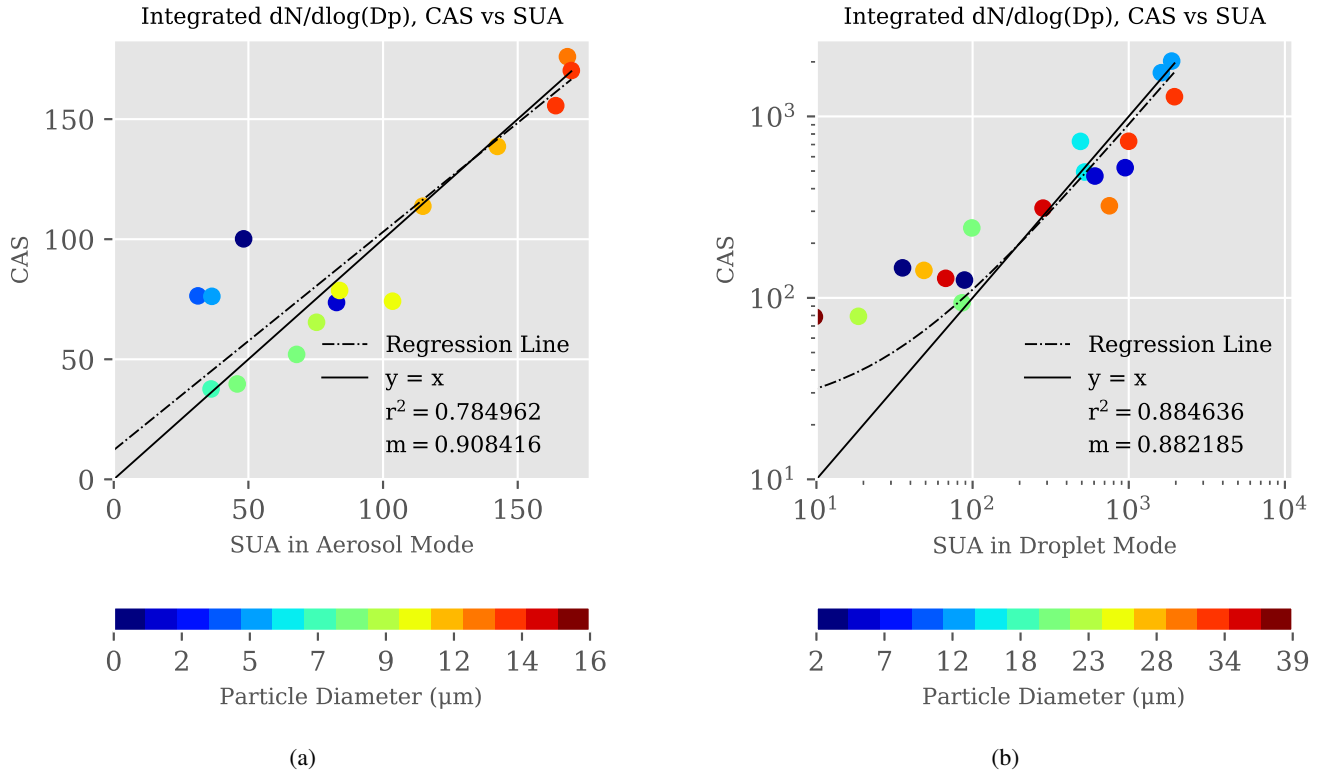 Integrated dN/dlog(Dp), CAS vs SUA
CAS
150
100
50
0
Regression Line
y = x
r² = 0.784962
m = 0.908416
0 50 100 150
SUA in Aerosol Mode
0 2 5 7 9 12 14 16
Particle Diameter (μm)
(a)
Integrated dN/dlog(Dp), CAS vs SUA
CAS
10³
10²
10¹
Regression Line
y = x
r² = 0.884636
m = 0.882185
10¹ 10² 10³ 10⁴
SUA in Droplet Mode
2 7 12 18 23 28 34 39
Particle Diameter (μm)
(b)